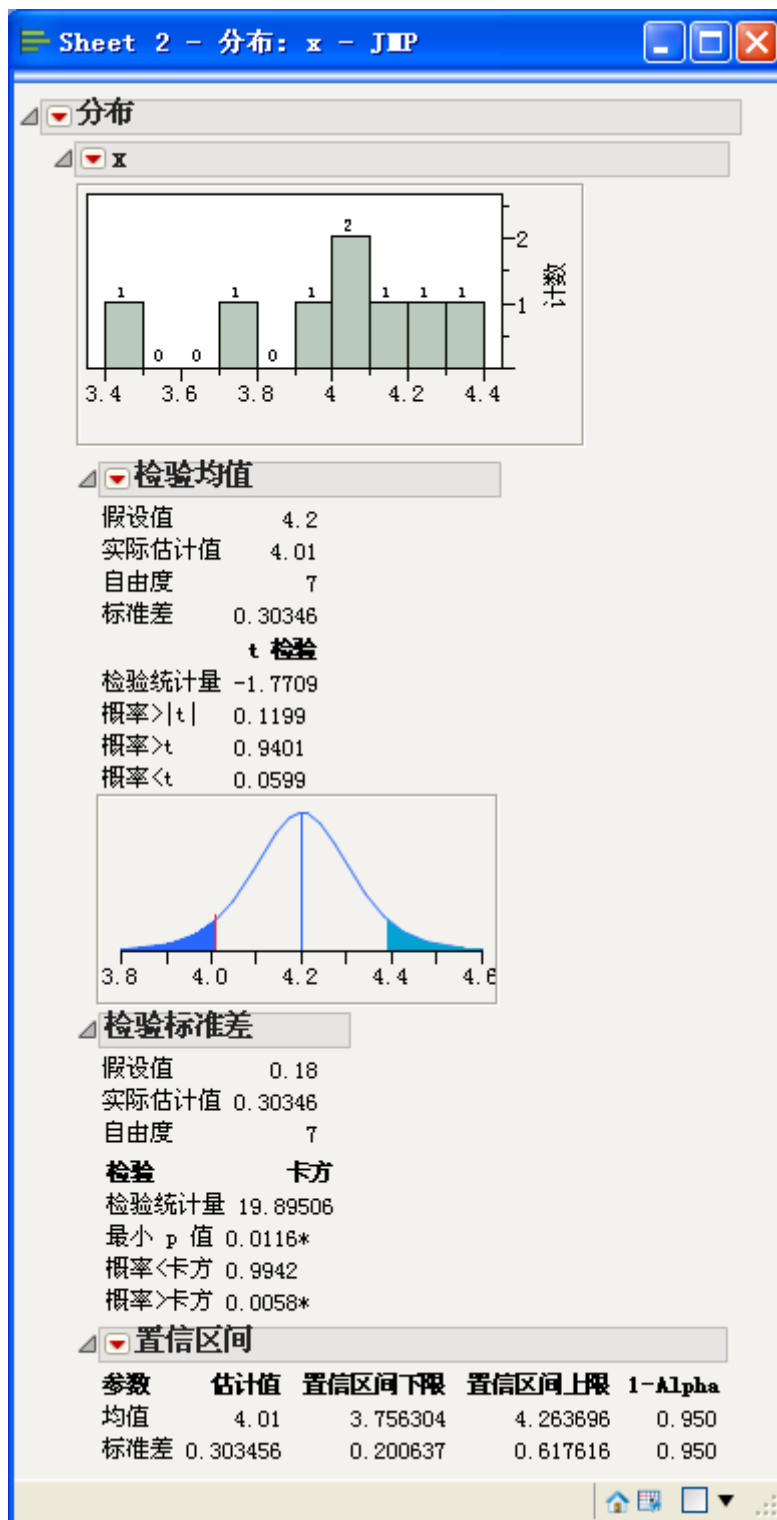 Sheet 2 - 分布: x - JMP
分布
x
1 0 0 1 0 1 2 1 1 1
2
1
计数
3.4 3.6 3.8 4 4.2 4.4
检验均值
假设值 4.2
实际估计值 4.01
自由度 7
标准差 0.30346
t 检验
检验统计量 -1.7709
概率>|t| 0.1199
概率>t 0.9401
概率<t 0.0599
3.8 4.0 4.2 4.4 4.6
检验标准差
假设值 0.18
实际估计值 0.30346
自由度 7
检验 卡方
检验统计量 19.89506
最小 p 值 0.0116*
概率<卡方 0.9942
概率>卡方 0.0058*
置信区间
参数 估计值 置信区间下限 置信区间上限 1-Alpha
均值 4.01 3.756304 4.263696 0.950
标准差 0.303456 0.200637 0.617616 0.950